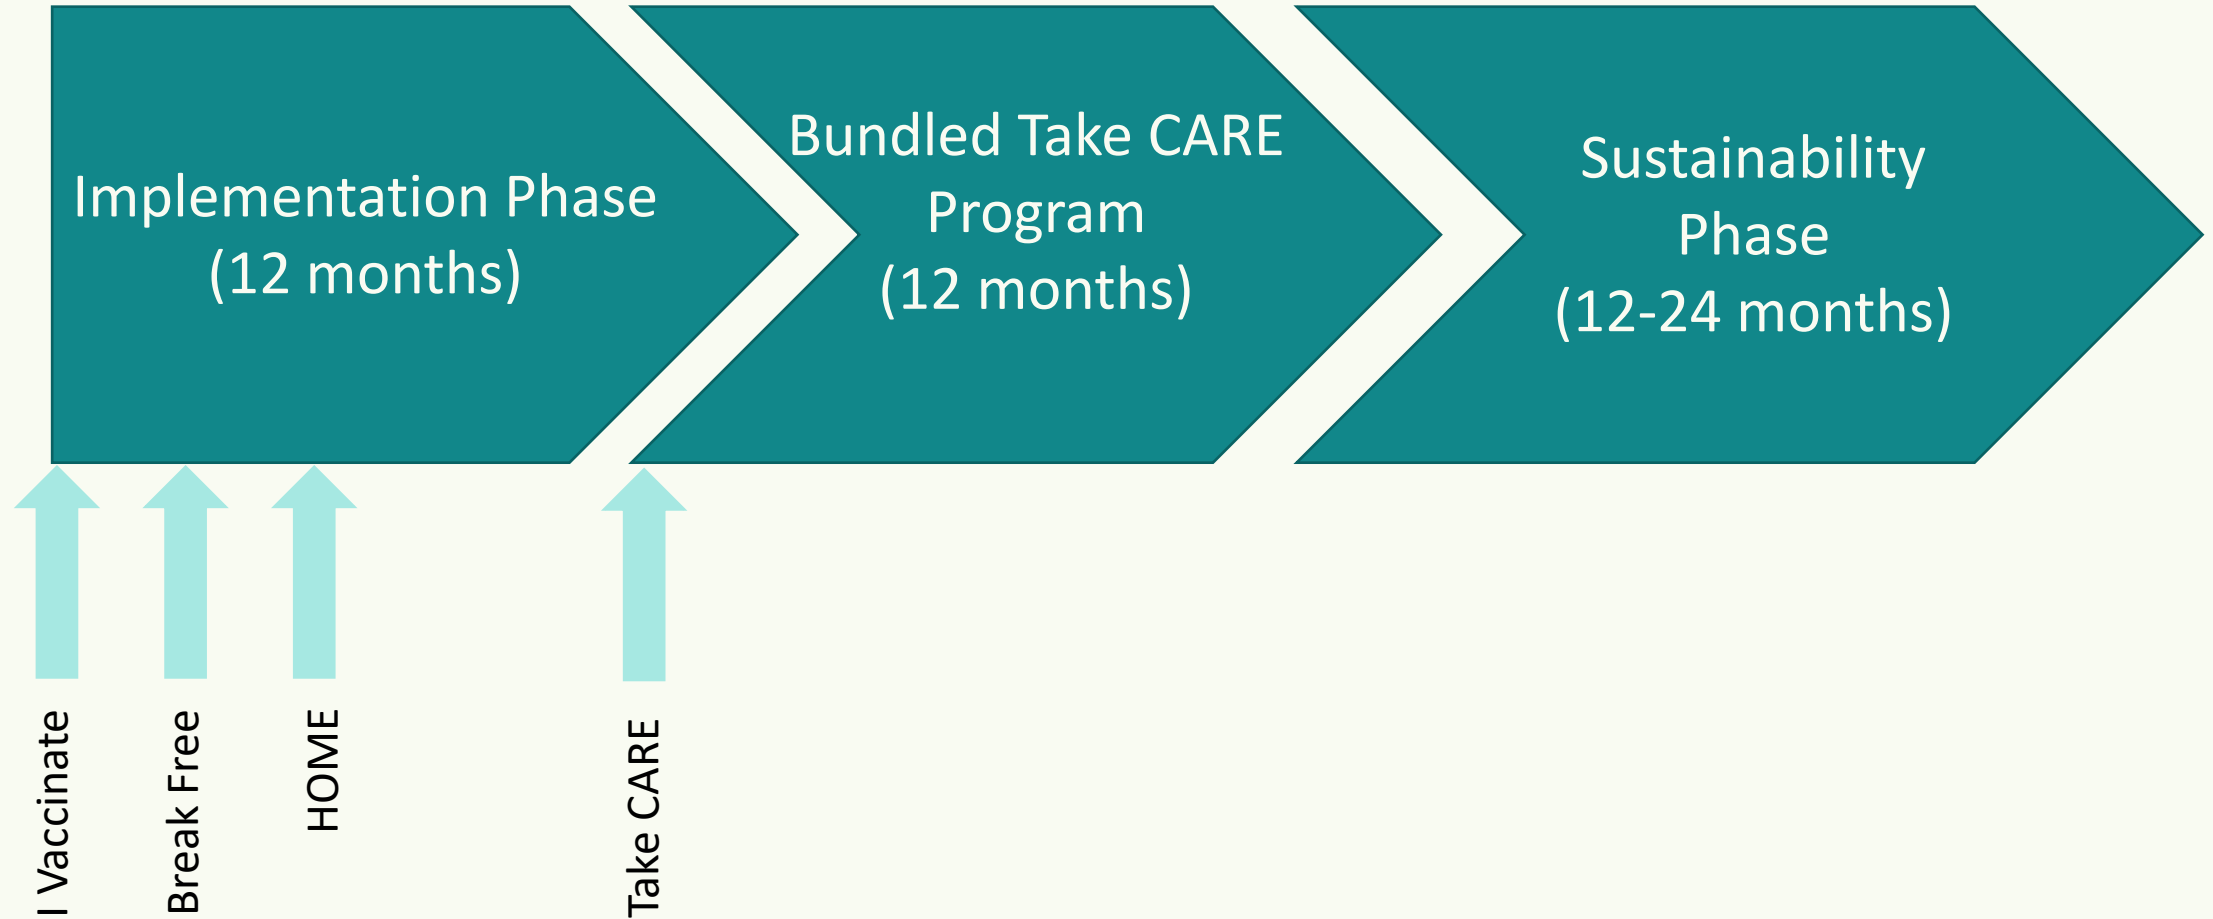 Implementation Phase
(12 months)
Bundled Take CARE
Program
(12 months)
Sustainability
Phase
(12-24 months)
I Vaccinate
Break Free
HOME
Take CARE